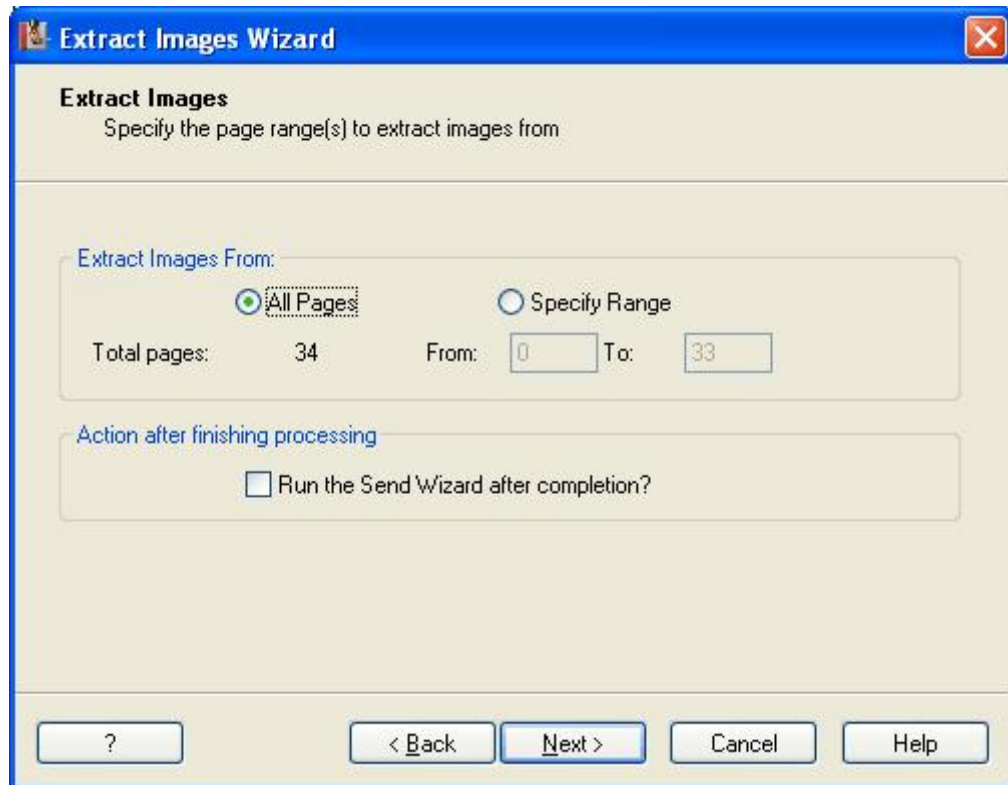 Extract Images Wizard
Extract Images
Specify the page range(s) to extract images from
Extract Images From:
All Pages Specify Range
Total pages: 34 From: 0 To: 33
Action after finishing processing
Run the Send Wizard after completion?
? < Back Next > Cancel Help